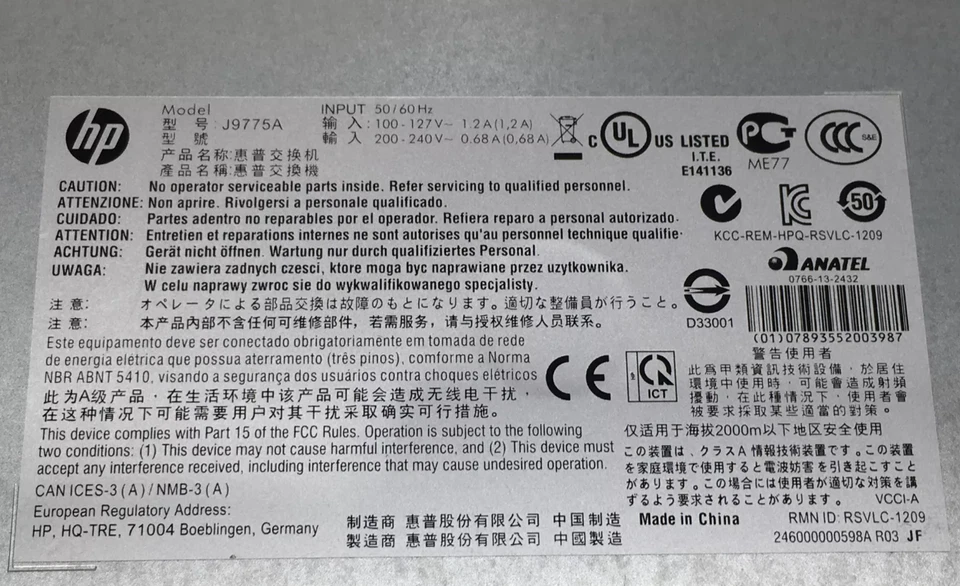 hp
Model
型 号
型 號
: J9775A
INPUT 50/60Hz
输 入 : 100-127V~ 1.2A(1,2A)
輸 入 200-240V~ 0.68A(0,68A)
产品名称:惠普交换机
產品名稱:惠普交換機
C UL US LISTED
I.T.E.
E141136
ME77
CCC S&E
CAUTION: No operator serviceable parts inside. Refer servicing to qualified personnel.
ATTENZIONE: Non aprire. Rivolgersi a personale qualificado.
CUIDADO: Partes adentro no reparables por el operador. Refiera reparo a personal autorizado.
ATTENTION: Entretien et reparations internes ne sont autorises qu'au personnel technique qualifie.
ACHTUNG: Gerät nicht öffnen. Wartung nur durch qualifiziertes Personal.
UWAGA: Nie zawiera zadnych czesci, ktore moga byc naprawiane przez uzytkownika.
W celu naprawy zwroc sie do wykwalifikowanego specjalisty.
注 意: オペレータによる部品交換は故障のもとになります。適切な整備員が行うこと。
注 意: 本产品内部不含任何可维修部件，若需服务，请与授权维修人员联系。
50
KCC-REM-HPQ-RSVLC-1209
ANATEL
0766-13-2432
D33001
(01)07893552003987
Este equipamento deve ser conectado obrigatoriamente em tomada de rede
de energia elétrica que possua aterramento (três pinos), comforme a Norma
NBR ABNT 5410, visando a segurança dos usuários contra choques elétricos
此为A级产品，在生活环境中该产品可能会造成无线电干扰，
在这种情况下可能需要用户对其干扰采取确实可行措施。
CE
ICT
警告使用者
此為甲類資訊技術設備，於居住
環境中使用時，可能會造成射頻
擾動，在此種情況下，使用者會
被要求採取某些適當的對策。
This device complies with Part 15 of the FCC Rules. Operation is subject to the following
two conditions: (1) This device may not cause harmful interference, and (2) This device must
accept any interference received, including interference that may cause undesired operation.
仅适用于海拔2000m以下地区安全使用
この装置は、クラスA情報技術装置です。この装置
を家庭環境で使用すると電波妨害を引き起こすこと
があります。この場合には使用者が適切な対策を講
ずるよう要求されることがあります。 VCCI-A
CAN ICES-3 (A) / NMB-3 (A)
European Regulatory Address:
HP, HQ-TRE, 71004 Boeblingen, Germany
制造商 惠普股份有限公司 中国制造
製造商 惠普股份有限公司 中國製造
Made in China
RMN ID: RSVLC-1209
246000000598A R03 JF